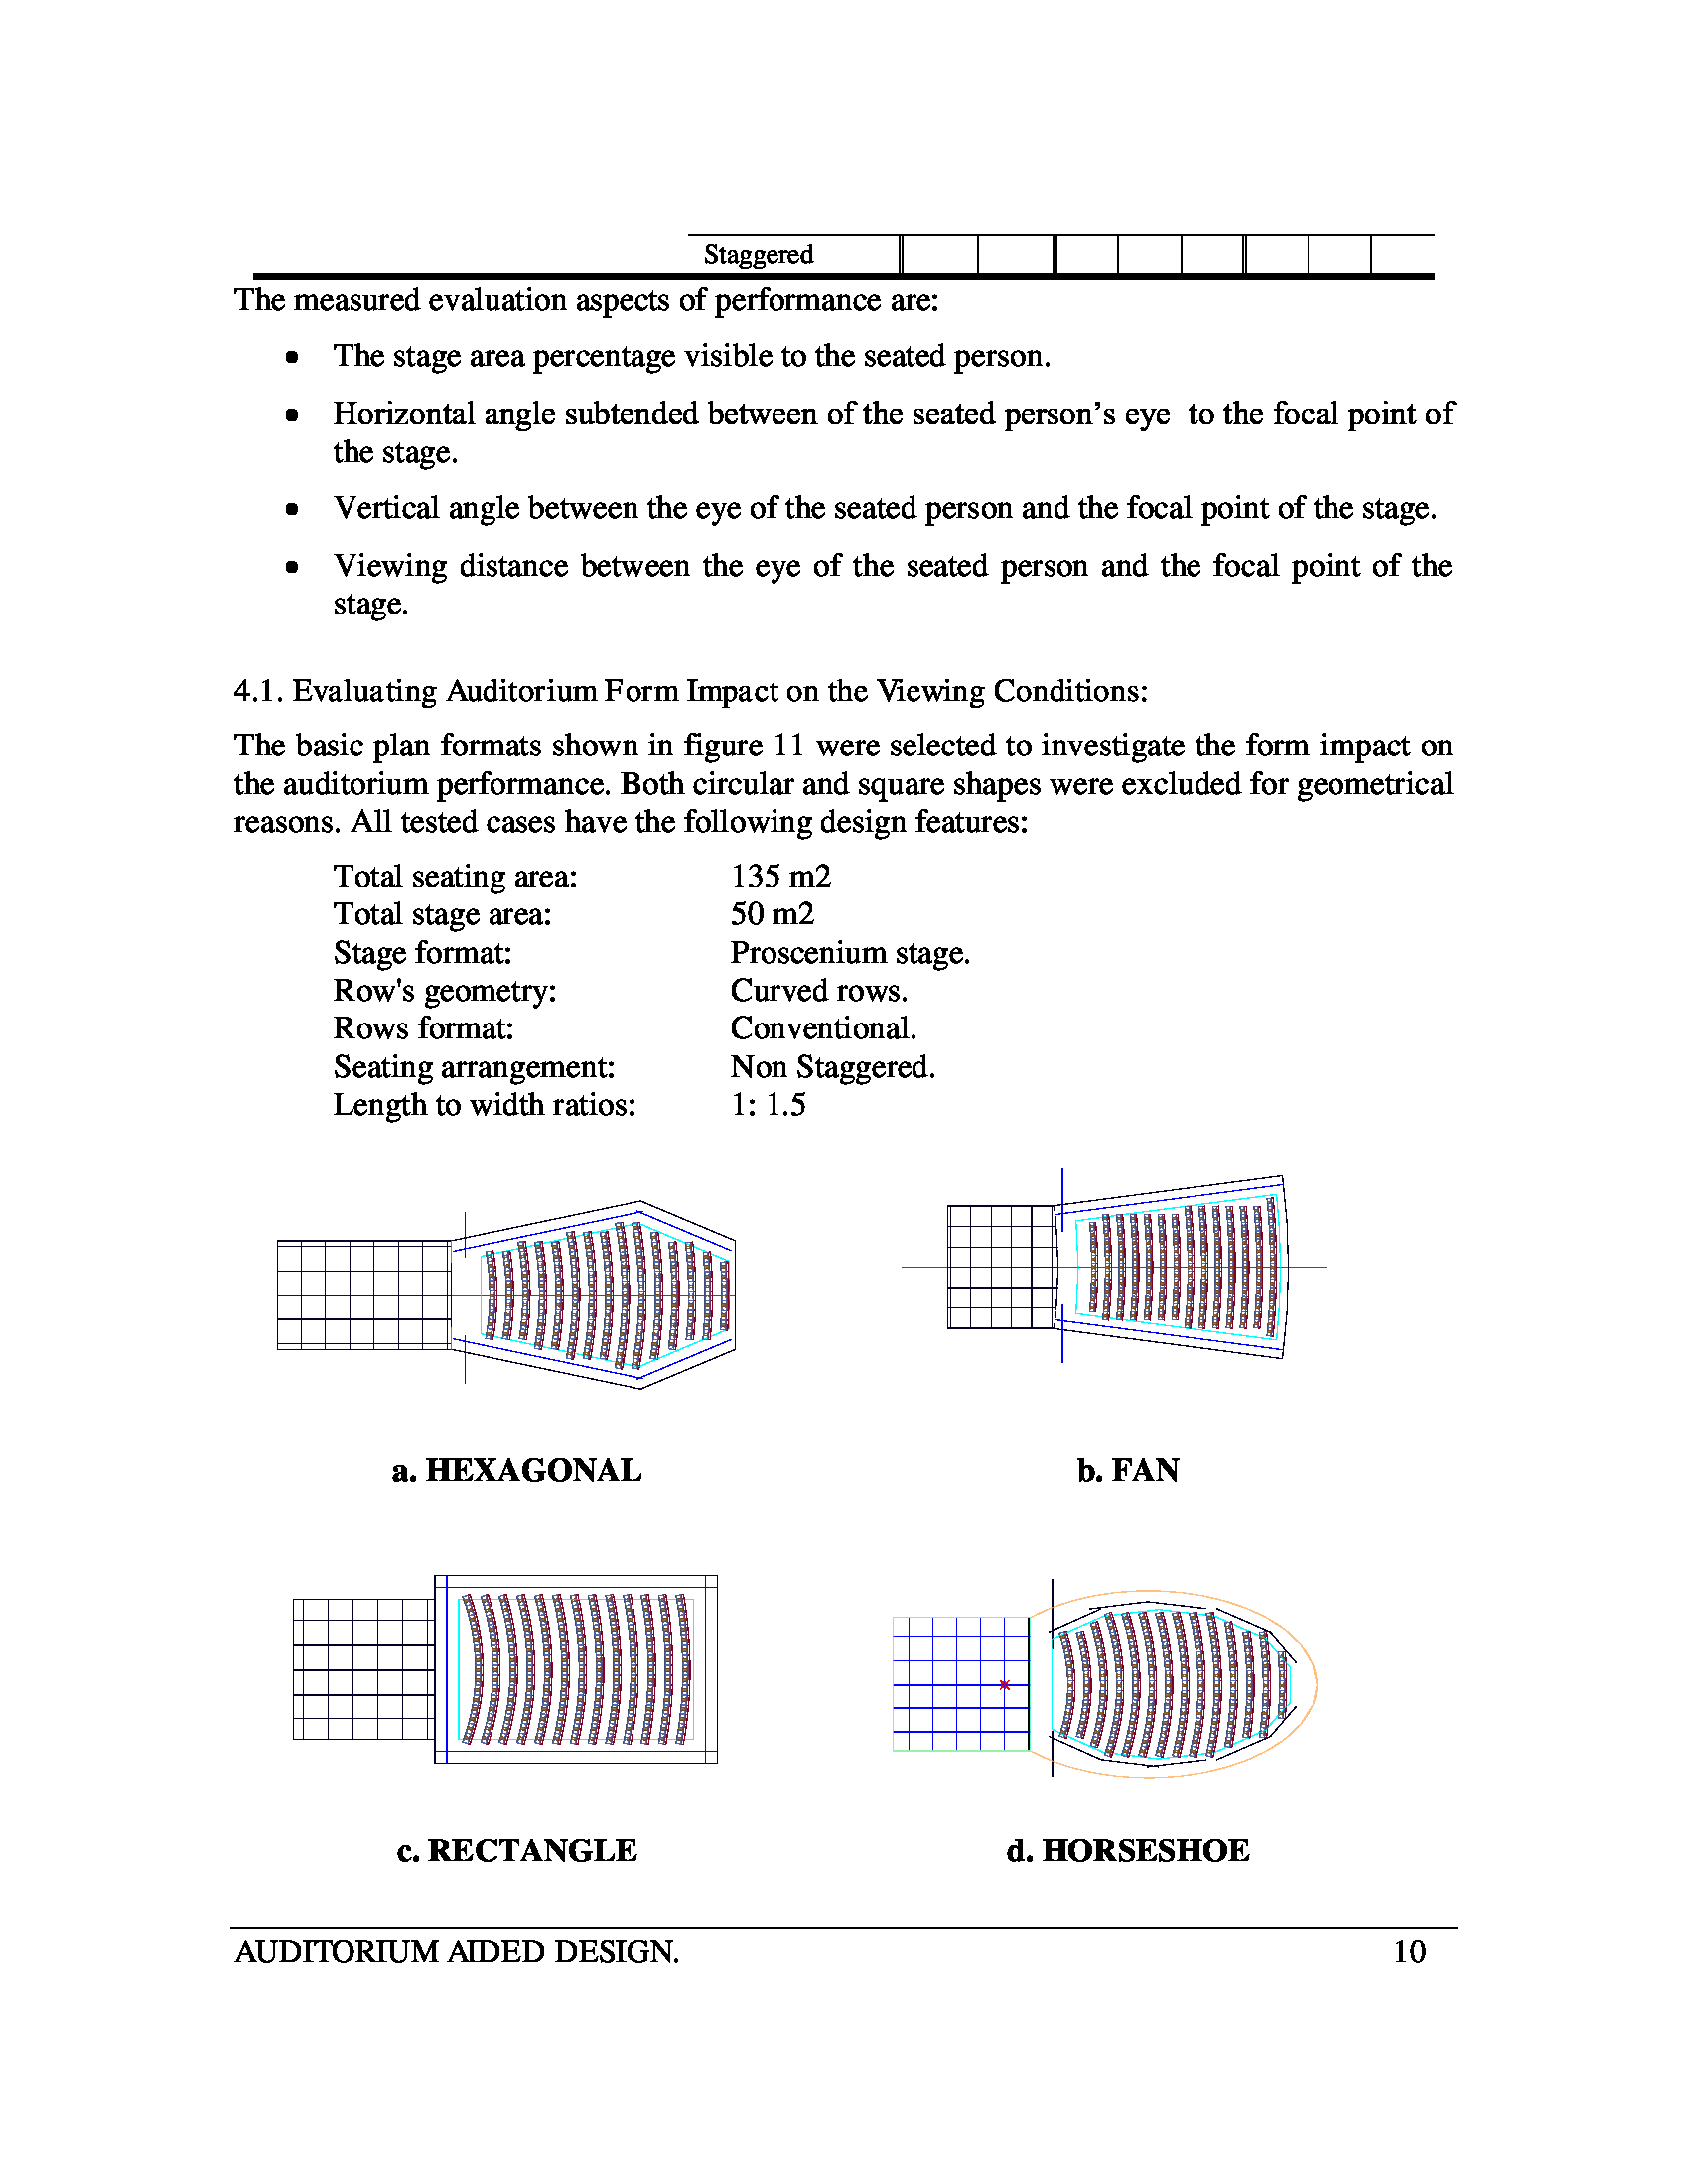 Staggered
The measured evaluation aspects of performance are:
• The stage area percentage visible to the seated person.
• Horizontal angle subtended between of the seated person’s eye  to the focal point of
the stage.
• Vertical angle between the eye of the seated person and the focal point of the stage.
• Viewing distance between the eye of the seated person and the focal point of the
stage.
4.1. Evaluating Auditorium Form Impact on the Viewing Conditions:
The basic plan formats shown in figure 11 were selected to investigate the form impact on
the auditorium performance. Both circular and square shapes were excluded for geometrical
reasons. All tested cases have the following design features:
Total seating area: 135 m2
Total stage area: 50 m2
Stage format: Proscenium stage.
Row's geometry: Curved rows.
Rows format: Conventional.
Seating arrangement: Non Staggered.
Length to width ratios: 1: 1.5
a. HEXAGONAL
b. FAN
c. RECTANGLE
d. HORSESHOE
AUDITORIUM AIDED DESIGN. 10